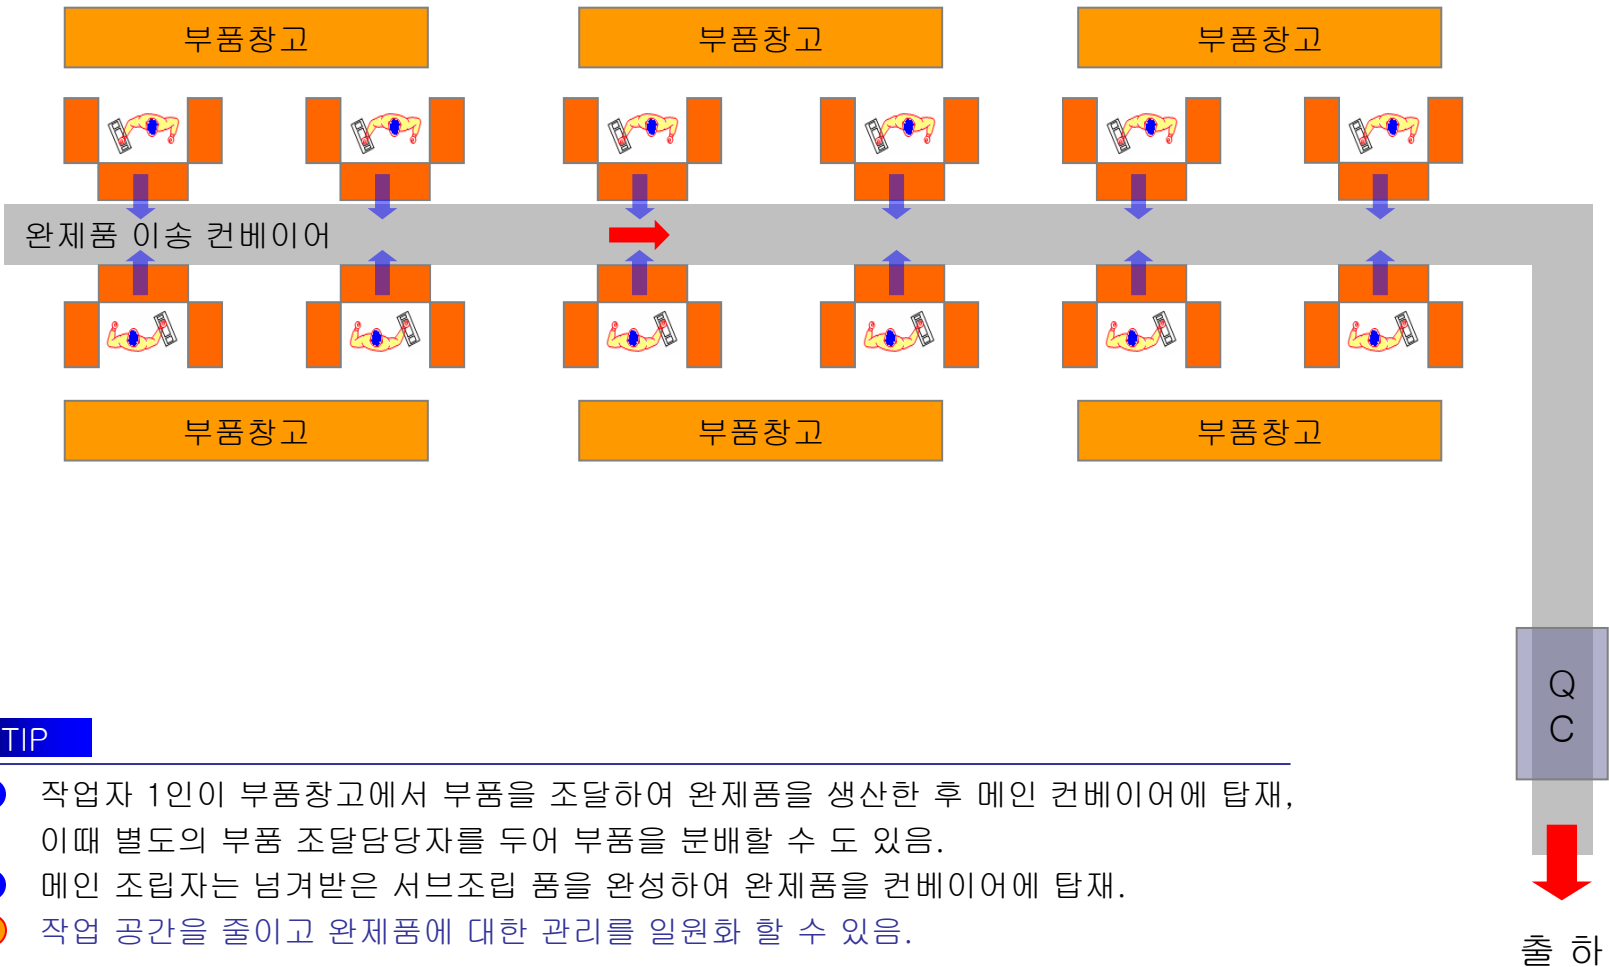 부품창고 부품창고 부품창고
완제품 이송 컨베이어
부품창고 부품창고 부품창고
Q
C
TIP
작업자 1인이 부품창고에서 부품을 조달하여 완제품을 생산한 후 메인 컨베이어에 탑재,
이때 별도의 부품 조달담당자를 두어 부품을 분배할 수 도 있음.
메인 조립자는 넘겨받은 서브조립 품을 완성하여 완제품을 컨베이어에 탑재.
작업 공간을 줄이고 완제품에 대한 관리를 일원화 할 수 있음.
출 하